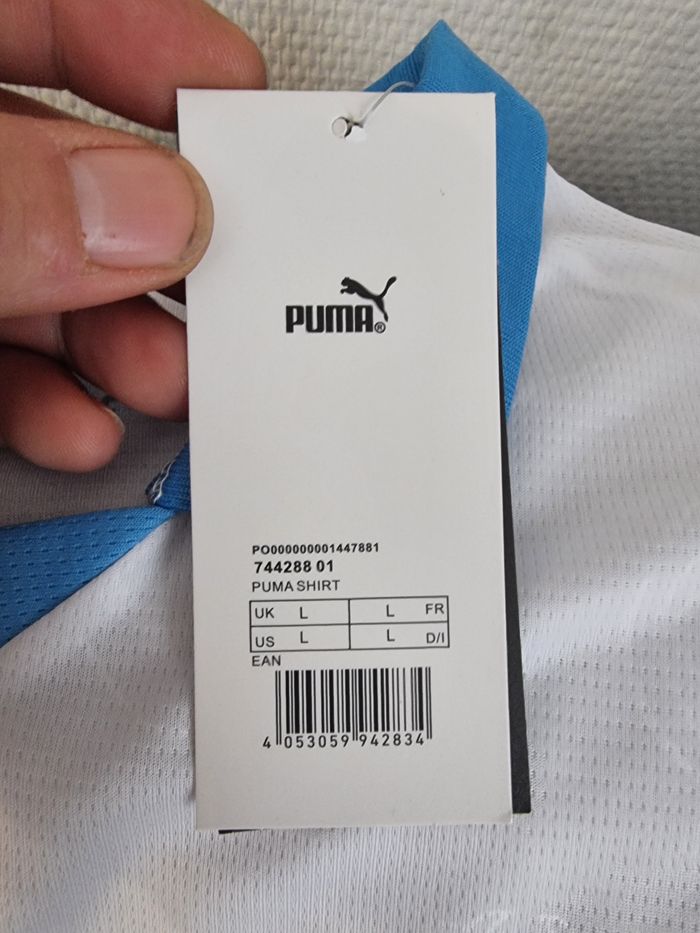 PUMA®
PO000000001447881
744288 01
PUMA SHIRT
UK L L FR
US L L D/I
EAN
4 053059 942834